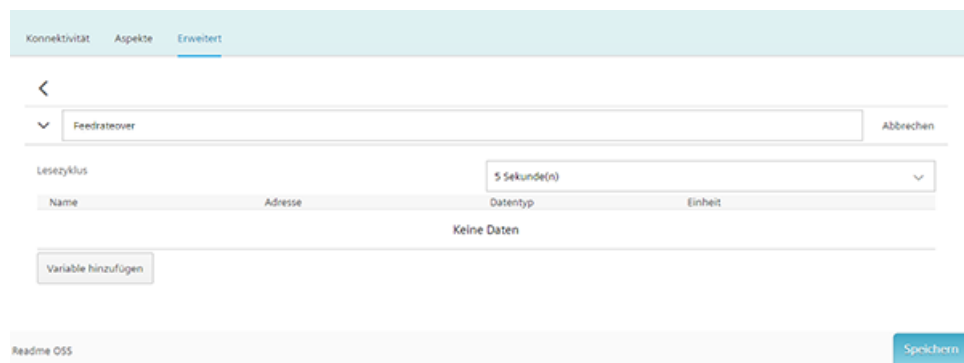 Konnektivität Aspekte Erweitert
Feedrateover Abbrechen
Lesezyklus 5 Sekunde(n)
Name Adresse Datentyp Einheit
Keine Daten
Variable hinzufügen
Readme OSS Speichern